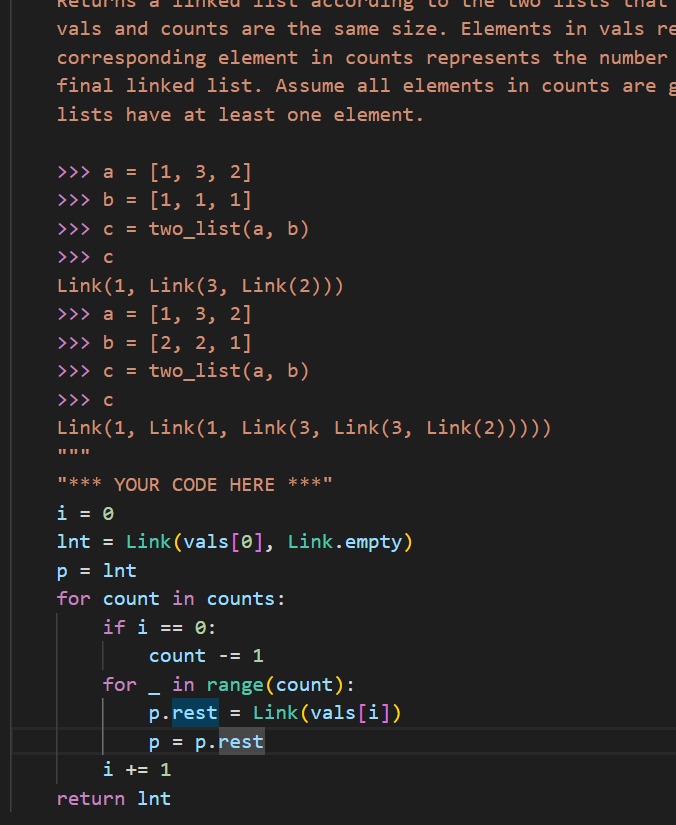 Returns a linked list according to the two lists that
vals and counts are the same size. Elements in vals re
corresponding element in counts represents the number
final linked list. Assume all elements in counts are g
lists have at least one element.
>>> a = [1, 3, 2]
>>> b = [1, 1, 1]
>>> c = two_list(a, b)
>>> c
Link(1, Link(3, Link(2)))
>>> a = [1, 3, 2]
>>> b = [2, 2, 1]
>>> c = two_list(a, b)
>>> c
Link(1, Link(1, Link(3, Link(3, Link(2)))))
"""
"*** YOUR CODE HERE ***"
i = 0
lnt = Link(vals[0], Link.empty)
p = lnt
for count in counts:
    if i == 0:
        count -= 1
    for _ in range(count):
        p.rest = Link(vals[i])
        p = p.rest
    i += 1
return lnt